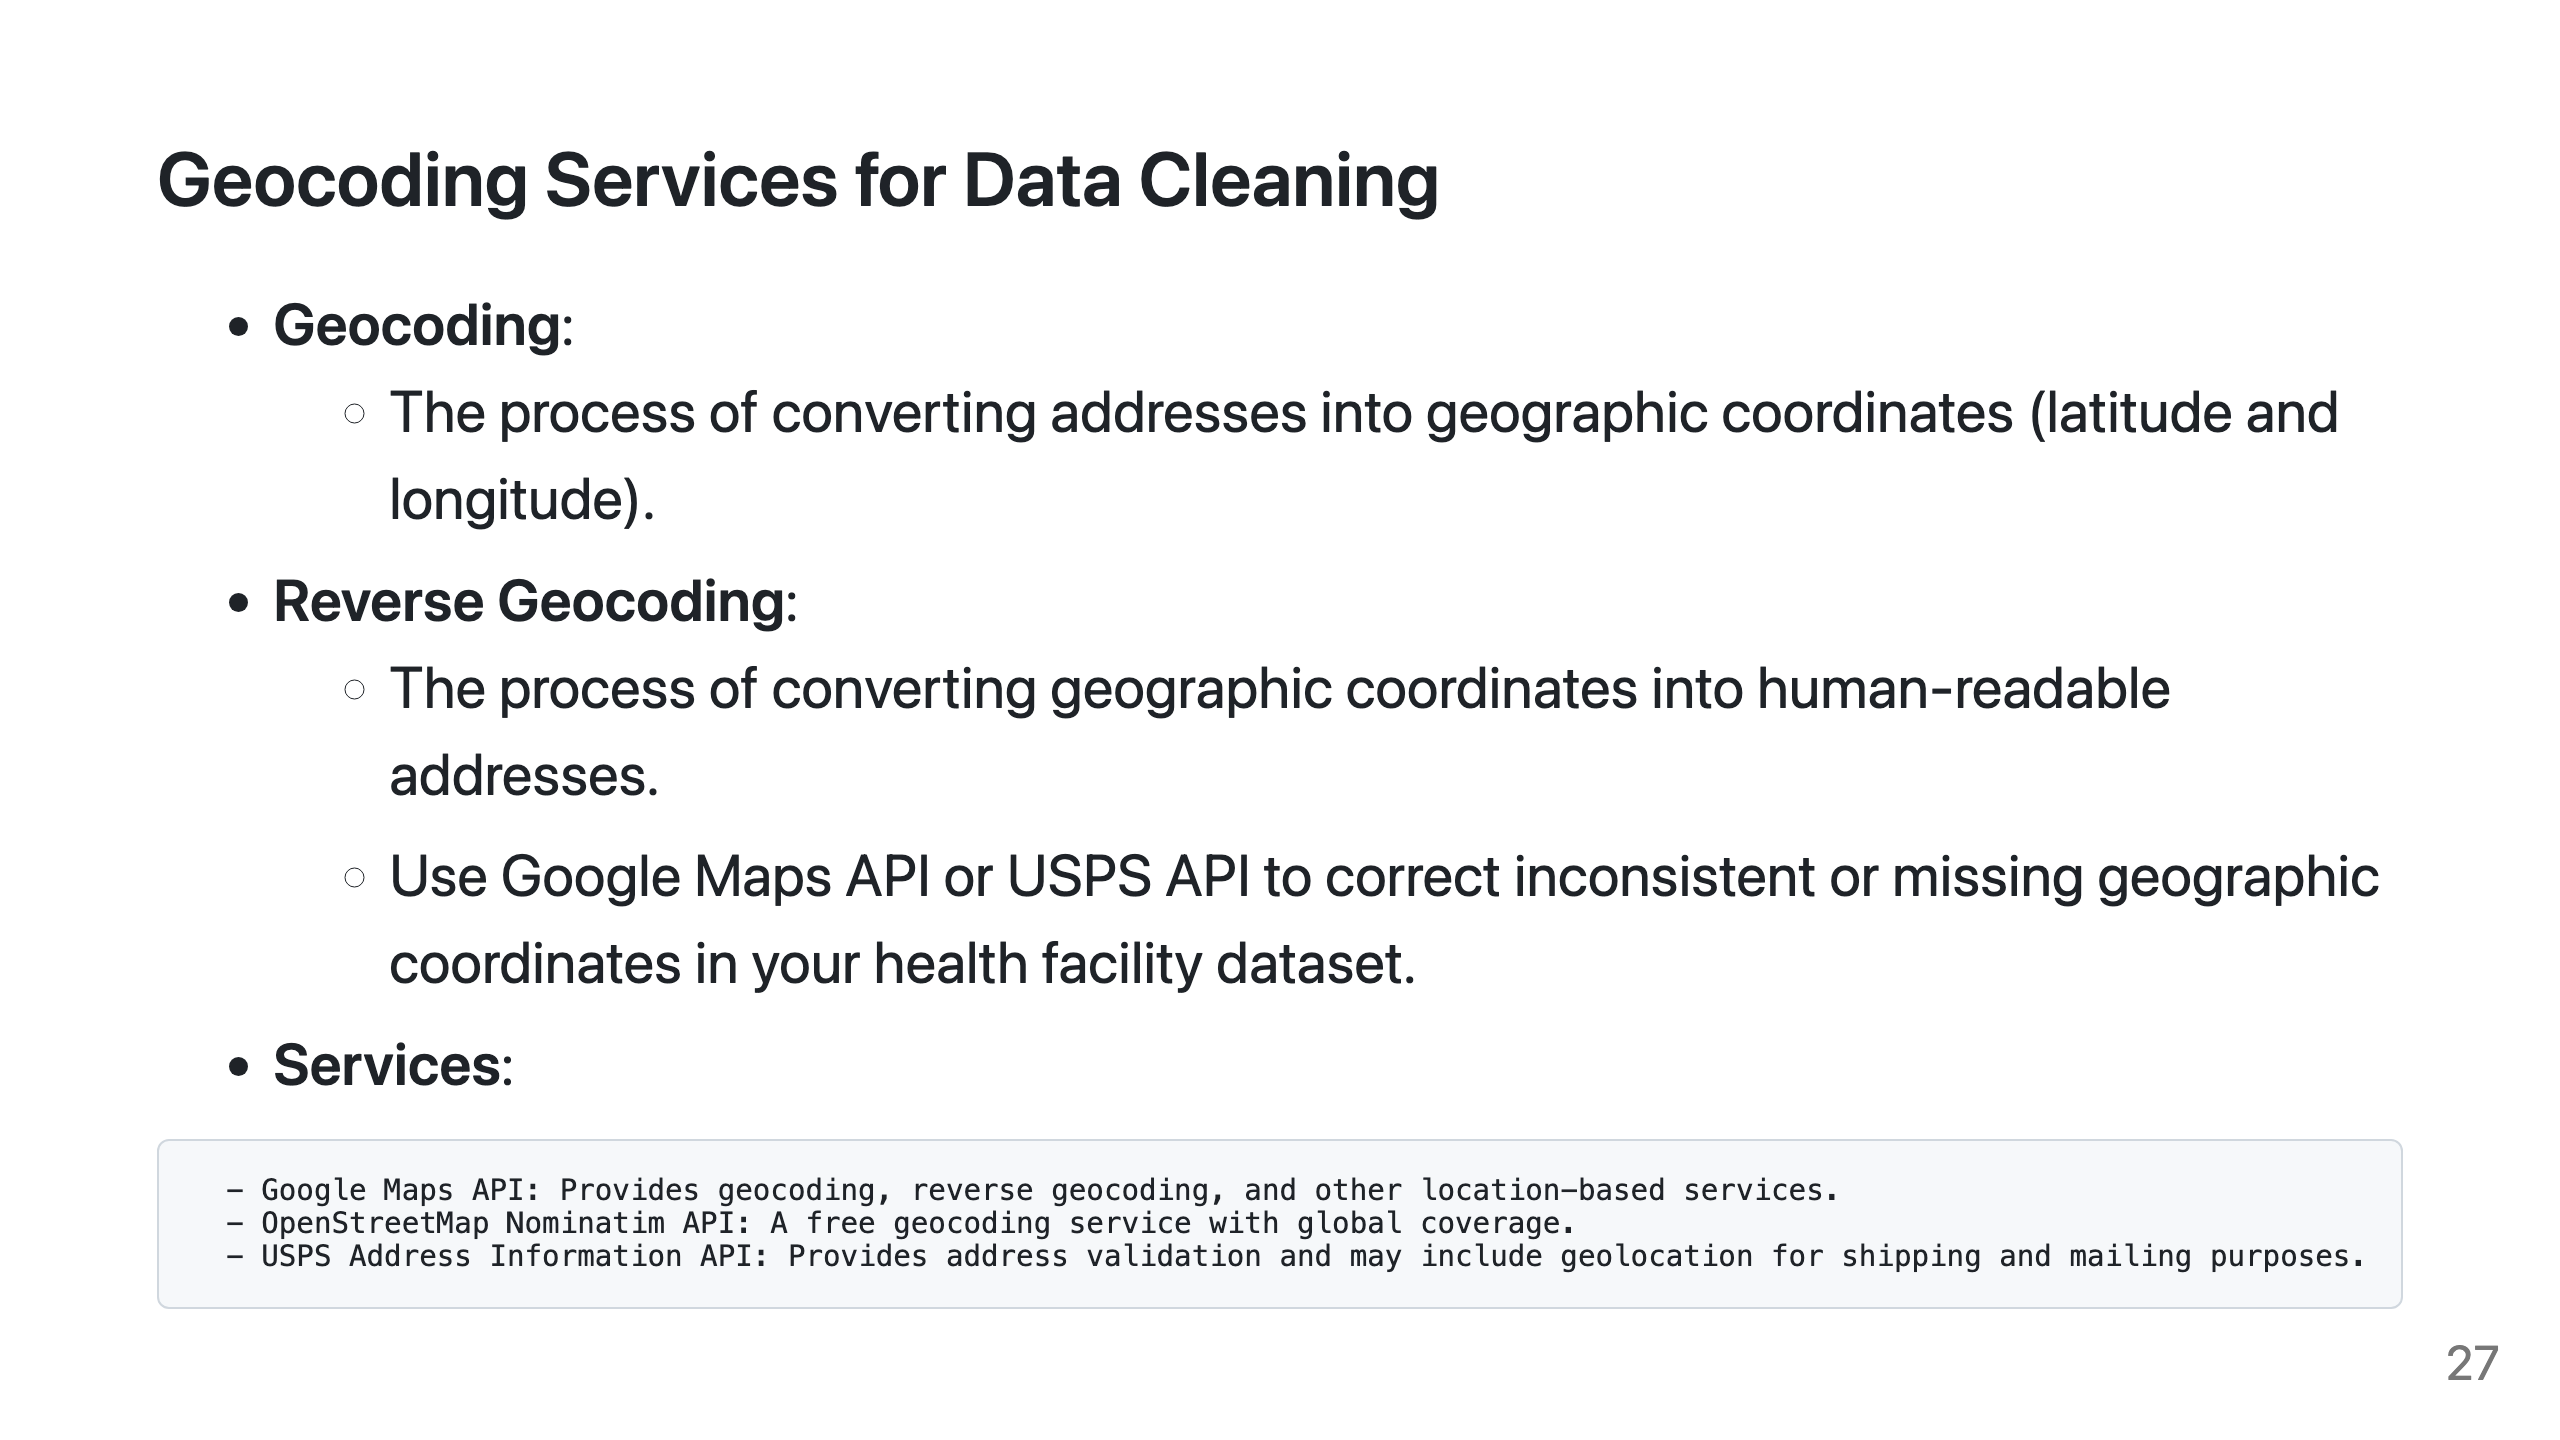 Geocoding Services for Data Cleaning
• Geocoding:
○ The process of converting addresses into geographic coordinates (latitude and
longitude).
• Reverse Geocoding:
○ The process of converting geographic coordinates into human-readable
addresses.
○ Use Google Maps API or USPS API to correct inconsistent or missing geographic
coordinates in your health facility dataset.
• Services:
- Google Maps API: Provides geocoding, reverse geocoding, and other location-based services.
- OpenStreetMap Nominatim API: A free geocoding service with global coverage.
- USPS Address Information API: Provides address validation and may include geolocation for shipping and mailing purposes.
27